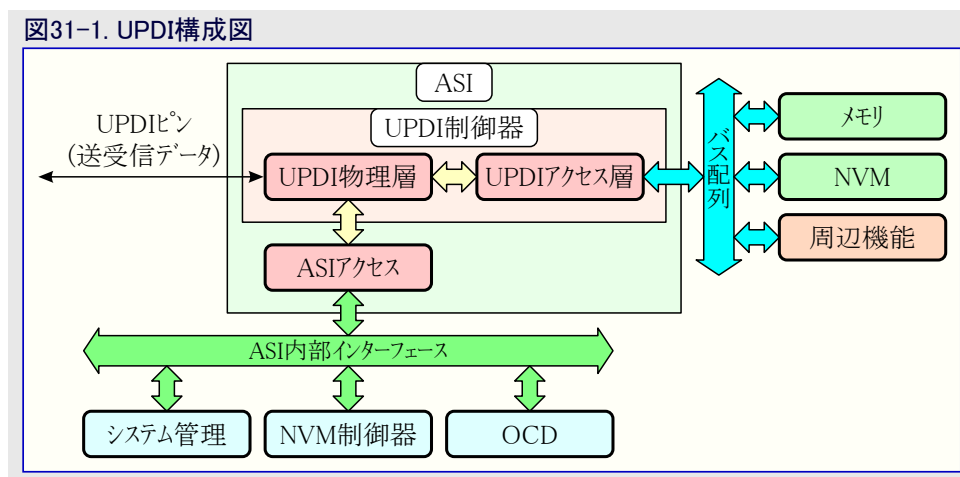 図31-1. UPDI構成図
ASI
UPDIピン
(送受信データ)
UPDI制御器
UPDI物理層
UPDIアクセス層
バス配列
メモリ
NVM
周辺機能
ASIアクセス
ASI内部インターフェース
システム管理
NVM制御器
OCD